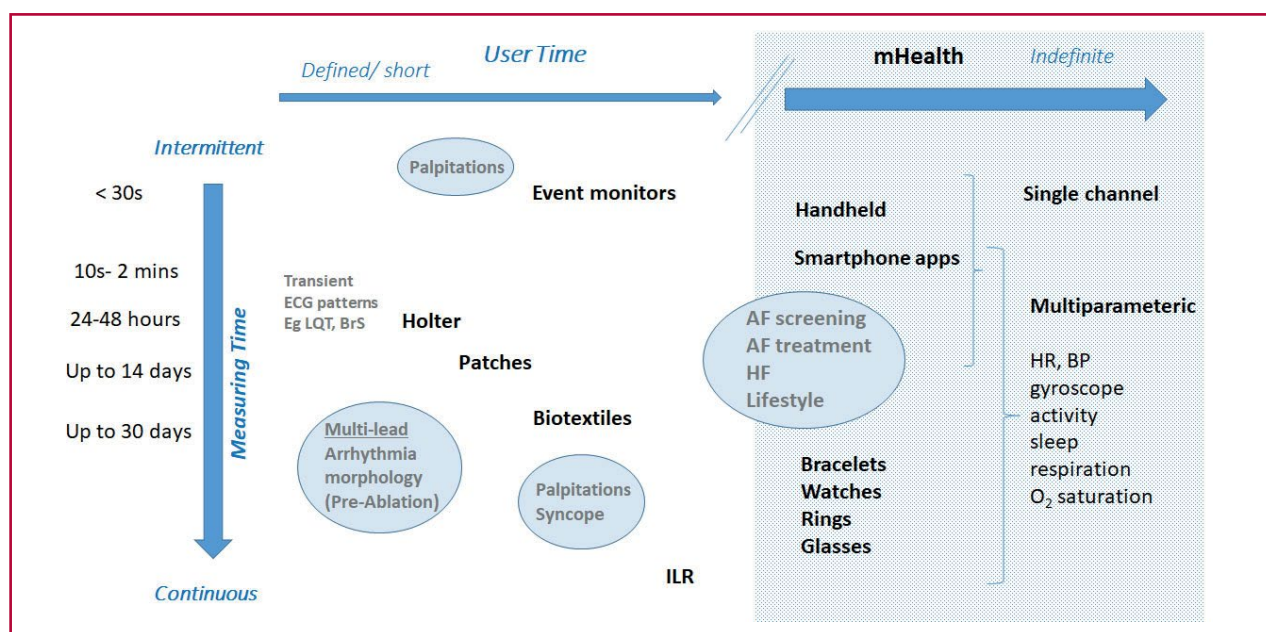 User Time
Defined/ short
mHealth
Indefinite
Intermittent
< 30s
10s- 2 mins
24-48 hours
Up to 14 days
Up to 30 days
Measuring Time
Continuous
Palpitations
Event monitors
Transient
ECG patterns
Eg LQT, BrS
Holter
Patches
Biotextiles
Multi-lead
Arrhythmia
morphology
(Pre-Ablation)
Palpitations
Syncope
ILR
Handheld
Smartphone apps
AF screening
AF treatment
HF
Lifestyle
Bracelets
Watches
Rings
Glasses
Single channel
Multiparameteric
HR, BP
gyroscope
activity
sleep
respiration
O₂ saturation